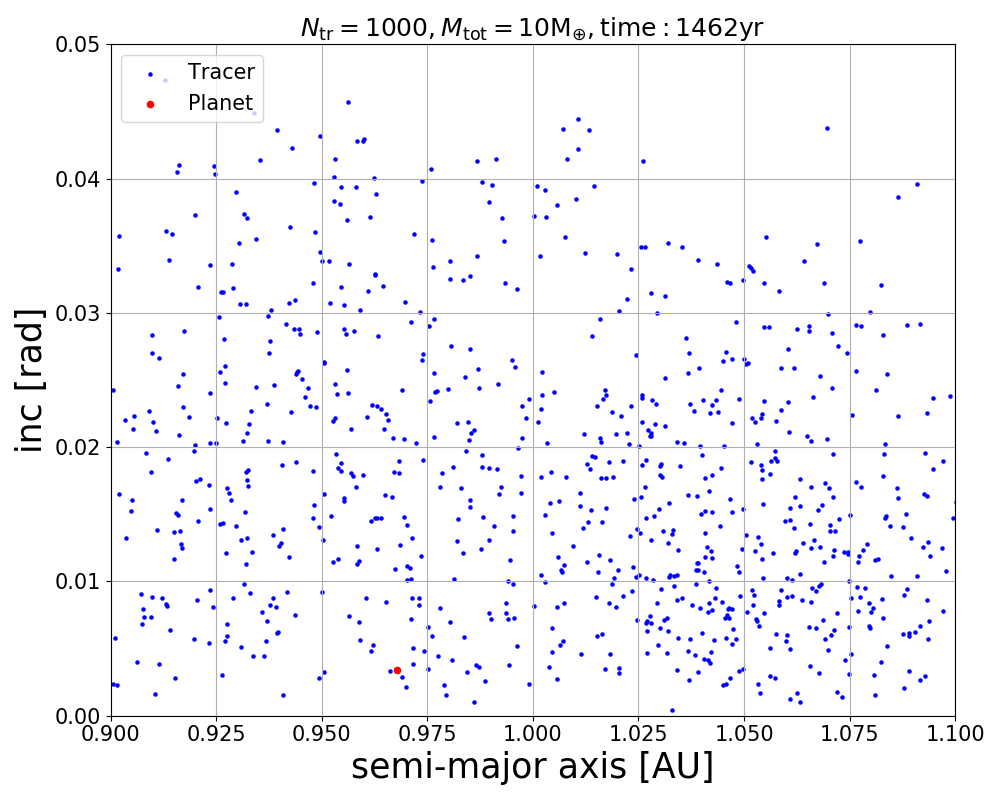 N_tr = 1000, M_tot = 10M_⊕, time : 1462yr
Tracer
Planet
inc [rad]
0.05
0.04
0.03
0.02
0.01
0.00
0.900 0.925 0.950 0.975 1.000 1.025 1.050 1.075 1.100
semi-major axis [AU]